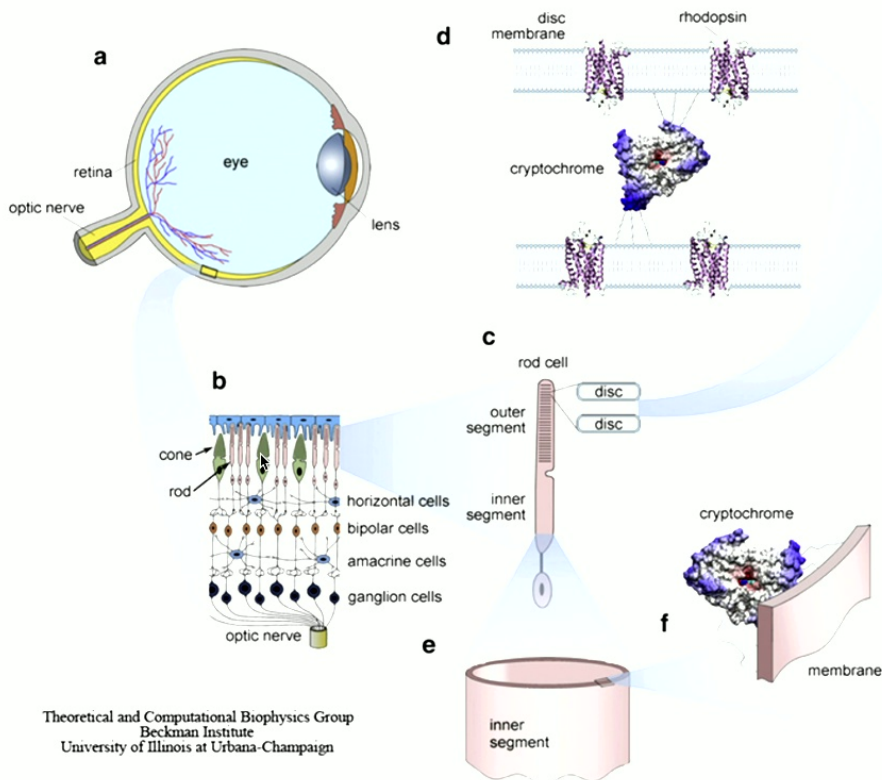 a
retina
optic nerve
eye
lens
d
disc
membrane
rhodopsin
cryptochrome
b
cone
rod
horizontal cells
bipolar cells
amacrine cells
ganglion cells
optic nerve
c
rod cell
disc
disc
outer
segment
inner
segment
e
inner
segment
f
cryptochrome
membrane
Theoretical and Computational Biophysics Group
Beckman Institute
University of Illinois at Urbana-Champaign